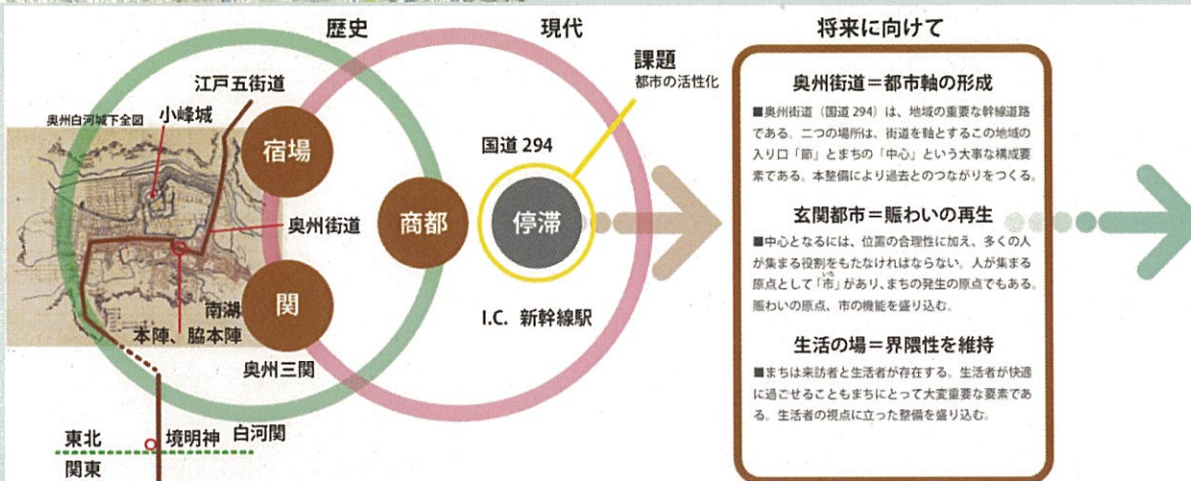 歴史
現代
将来に向けて
江戸五街道
奥州白河城下全図
小峰城
宿場
奥州街道
商都
関
南湖
本陣、脇本陣
奥州三関
白河関
東北
境明神
関東
課題
都市の活性化
国道 294
停滞
I.C. 新幹線駅
奥州街道＝都市軸の形成
■奥州街道（国道 294）は、地域の重要な幹線道路
である。二つの場所は、街道を軸とするこの地域の
入り口「節」とまちの「中心」という大事な構成要
素である。本整備により過去とのつながりをつくる。
玄関都市＝賑わいの再生
■中心となるには、位置の合理性に加え、多くの人
が集まる役割をもたなければならない。人が集まる
原点として「市」があり、まちの発生の原点でもある。
いち
賑わいの原点、市の機能を盛り込む。
生活の場＝界隈性を維持
■まちは来訪者と生活者が存在する。生活者が快適
に過ごせることもまちにとって大変重要な要素であ
る。生活者の視点に立った整備を盛り込む。